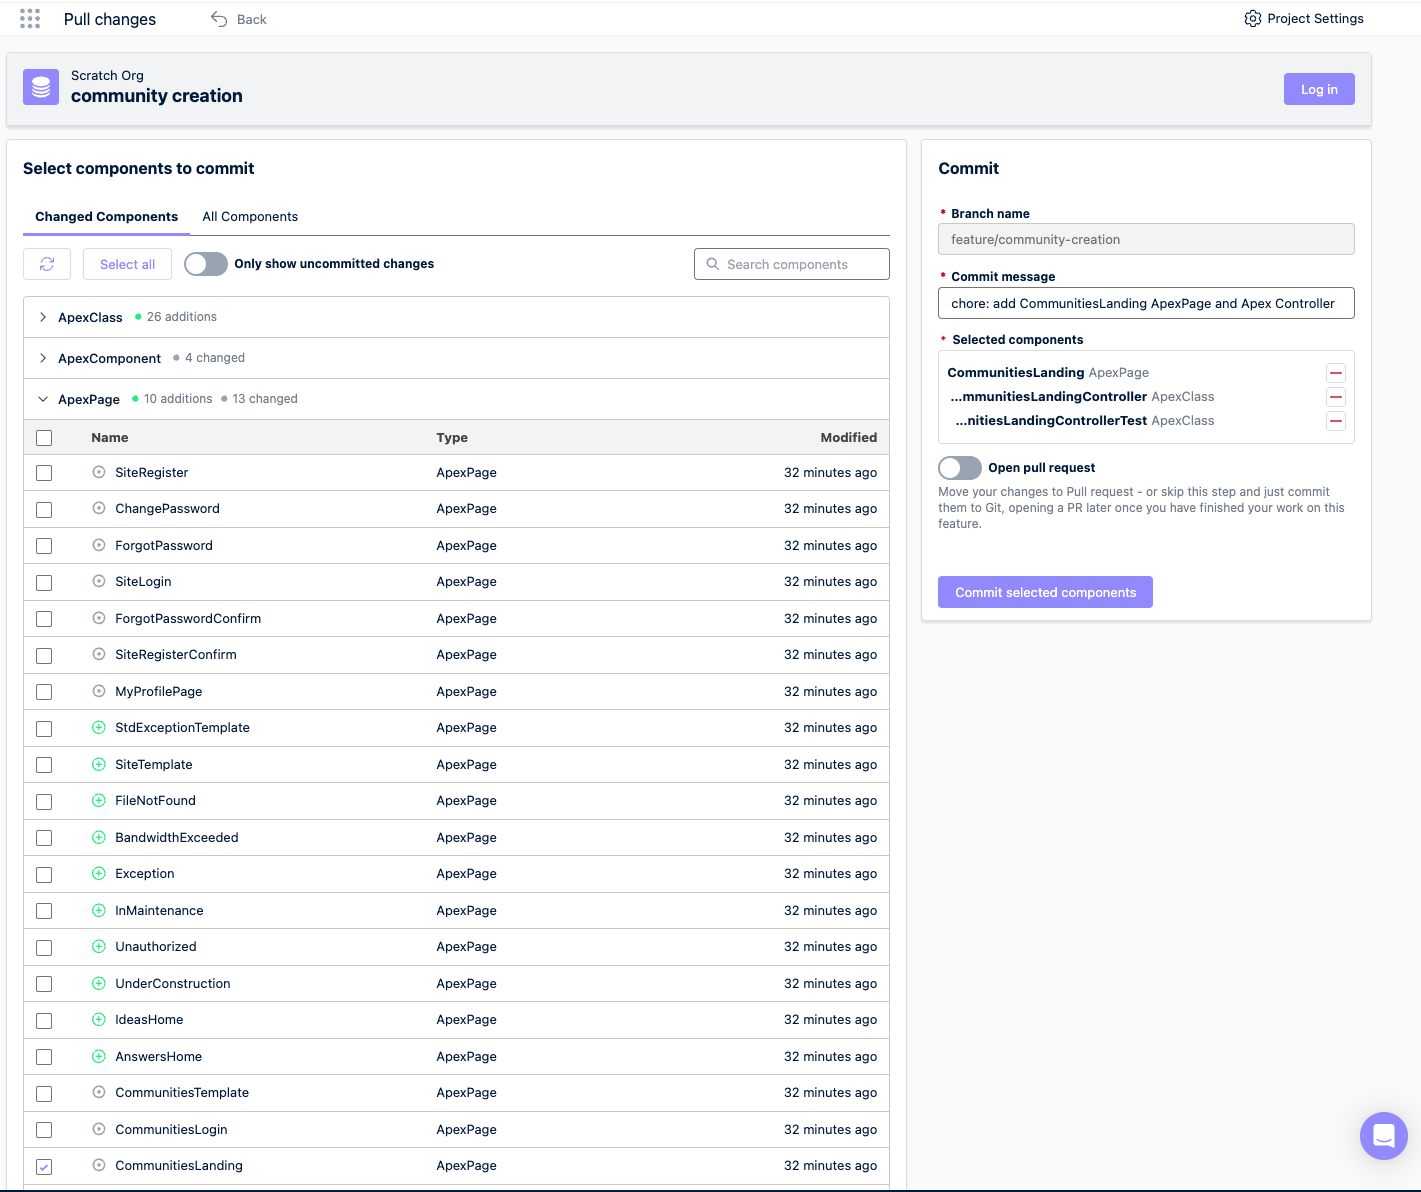 Pull changes
Back
Project Settings
Scratch Org
community creation
Log in
Select components to commit
Changed Components
All Components
Select all
Only show uncommitted changes
Search components
ApexClass 26 additions
ApexComponent 4 changed
ApexPage 10 additions 13 changed
Name Type Modified
SiteRegister ApexPage 32 minutes ago
ChangePassword ApexPage 32 minutes ago
ForgotPassword ApexPage 32 minutes ago
SiteLogin ApexPage 32 minutes ago
ForgotPasswordConfirm ApexPage 32 minutes ago
SiteRegisterConfirm ApexPage 32 minutes ago
MyProfilePage ApexPage 32 minutes ago
StdExceptionTemplate ApexPage 32 minutes ago
SiteTemplate ApexPage 32 minutes ago
FileNotFound ApexPage 32 minutes ago
BandwidthExceeded ApexPage 32 minutes ago
Exception ApexPage 32 minutes ago
InMaintenance ApexPage 32 minutes ago
Unauthorized ApexPage 32 minutes ago
UnderConstruction ApexPage 32 minutes ago
IdeasHome ApexPage 32 minutes ago
AnswersHome ApexPage 32 minutes ago
CommunitiesTemplate ApexPage 32 minutes ago
CommunitiesLogin ApexPage 32 minutes ago
CommunitiesLanding ApexPage 32 minutes ago
Commit
* Branch name
feature/community-creation
* Commit message
chore: add CommunitiesLanding ApexPage and Apex Controller
* Selected components
CommunitiesLanding ApexPage
...mmunitiesLandingController ApexClass
...nitiesLandingControllerTest ApexClass
Open pull request
Move your changes to Pull request - or skip this step and just commit
them to Git, opening a PR later once you have finished your work on this
feature.
Commit selected components